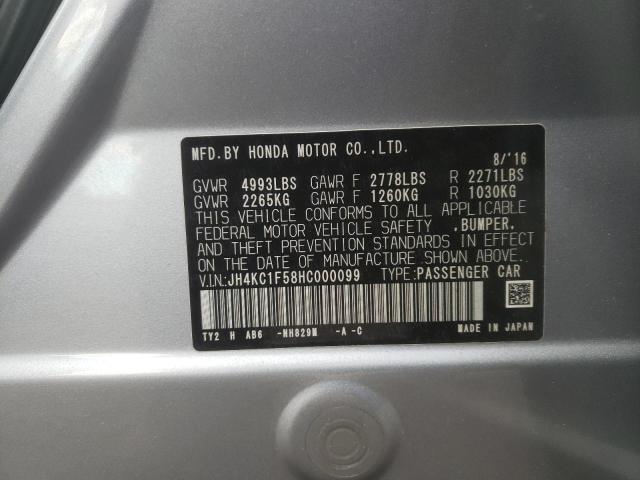 MFD.BY HONDA MOTOR CO.,LTD. 8/'16
GVWR 4993LBS GAWR F 2778LBS R 2271LBS
GVWR 2265KG GAWR F 1260KG R 1030KG
THIS VEHICLE CONFORMS TO ALL APPLICABLE
FEDERAL MOTOR VEHICLE SAFETY ,BUMPER,
AND THEFT PREVENTION STANDARDS IN EFFECT
ON THE DATE OF MANUFACTURE SHOWN ABOVE.
V.I.N:JH4KC1F58HC000099 TYPE:PASSENGER CAR
TY2 H AB6 -NH829M -A -C MADE IN JAPAN